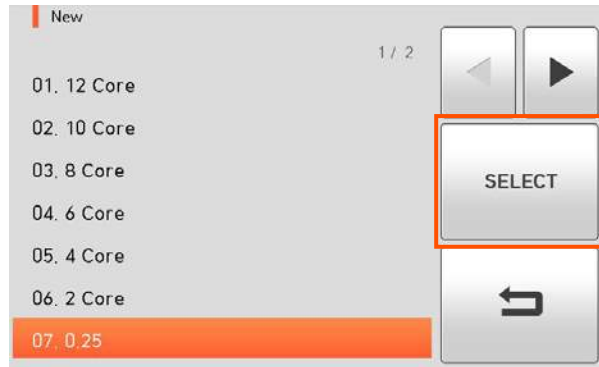 New
1/ 2
01. 12 Core
02. 10 Core
03. 8 Core
SELECT
04. 6 Core
05. 4 Core
06. 2 Core
07. 0.25